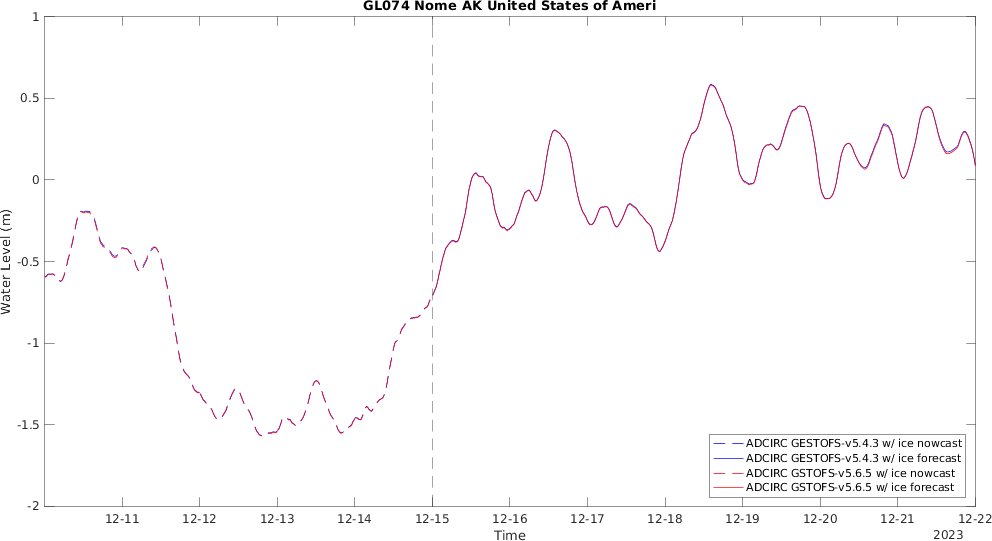 GL074 Nome AK United States of Ameri
Water Level (m)
1
0.5
0
-0.5
-1
-1.5
-2
ADCIRC GESTOFS-v5.4.3 w/ ice nowcast
ADCIRC GESTOFS-v5.4.3 w/ ice forecast
ADCIRC GSTOFS-v5.6.5 w/ ice nowcast
ADCIRC GSTOFS-v5.6.5 w/ ice forecast
12-11 12-12 12-13 12-14 12-15 12-16 12-17 12-18 12-19 12-20 12-21 12-22
Time
2023